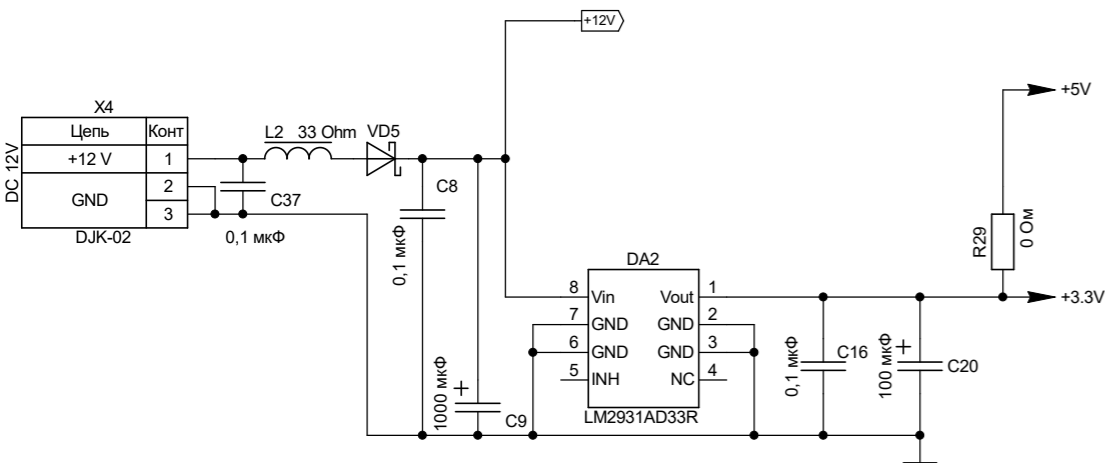 +12V
+5V
X4
DC 12V
Цепь Конт
+12 V 1
GND 2
3
DJK-02
L2 33 Ohm VD5
C37
0,1 мкФ
C8
0,1 мкФ
1000 мкФ
+
C9
DA2
8 Vin Vout 1
7 GND GND 2
6 GND GND 3
5 INH NC 4
LM2931AD33R
R29
0 Ом
+3.3V
0,1 мкФ
C16
100 мкФ
+
C20